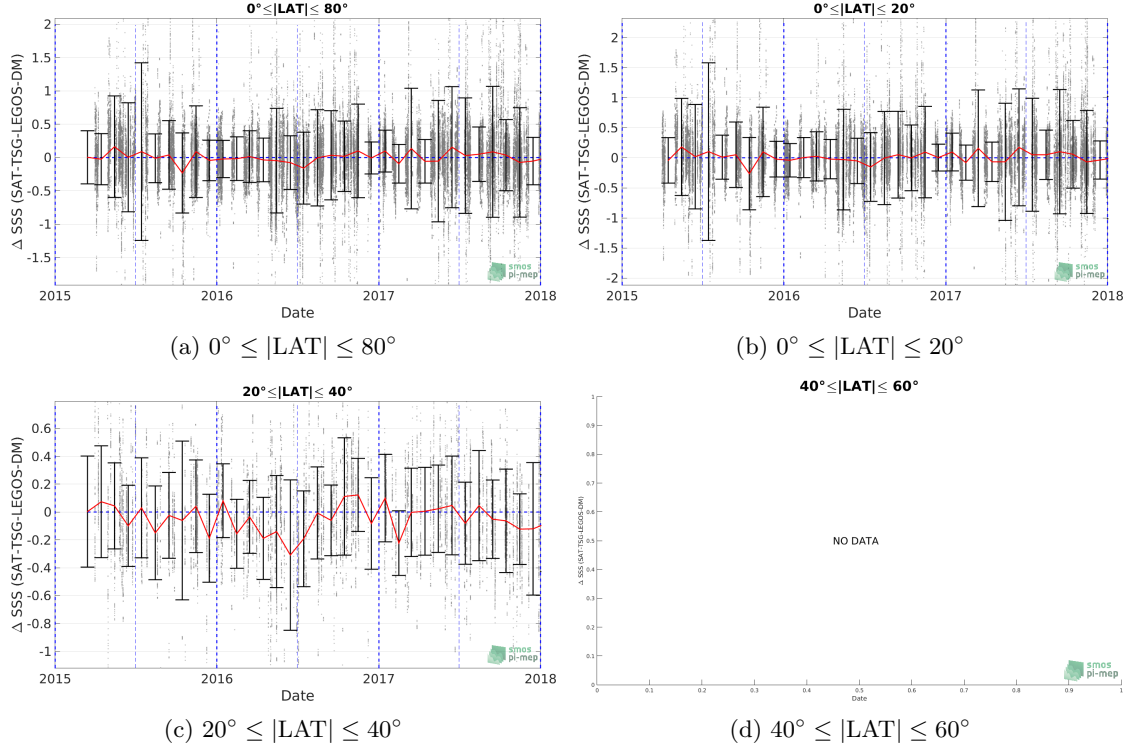 0°≤|LAT|≤ 80°
Δ SSS (SAT-TSG-LEGOS-DM)
2
1.5
1
0.5
0
-0.5
-1
-1.5
2015 2016 2017 2018
Date
smos
pi-mep
(a) 0° ≤ |LAT| ≤ 80°
0°≤|LAT|≤ 20°
Δ SSS (SAT-TSG-LEGOS-DM)
2
1.5
1
0.5
0
-0.5
-1
-1.5
-2
2015 2016 2017 2018
Date
smos
pi-mep
(b) 0° ≤ |LAT| ≤ 20°
20°≤|LAT|≤ 40°
Δ SSS (SAT-TSG-LEGOS-DM)
0.6
0.4
0.2
0
-0.2
-0.4
-0.6
-0.8
-1
2015 2016 2017 2018
Date
smos
pi-mep
(c) 20° ≤ |LAT| ≤ 40°
40°≤|LAT|≤ 60°
Δ SSS (SAT-TSG-LEGOS-DM)
1
0.9
0.8
0.7
0.6
0.5
0.4
0.3
0.2
0.1
0
NO DATA
0 0.1 0.2 0.3 0.4 0.5 0.6 0.7 0.8 0.9 1
Date
smos
pi-mep
(d) 40° ≤ |LAT| ≤ 60°